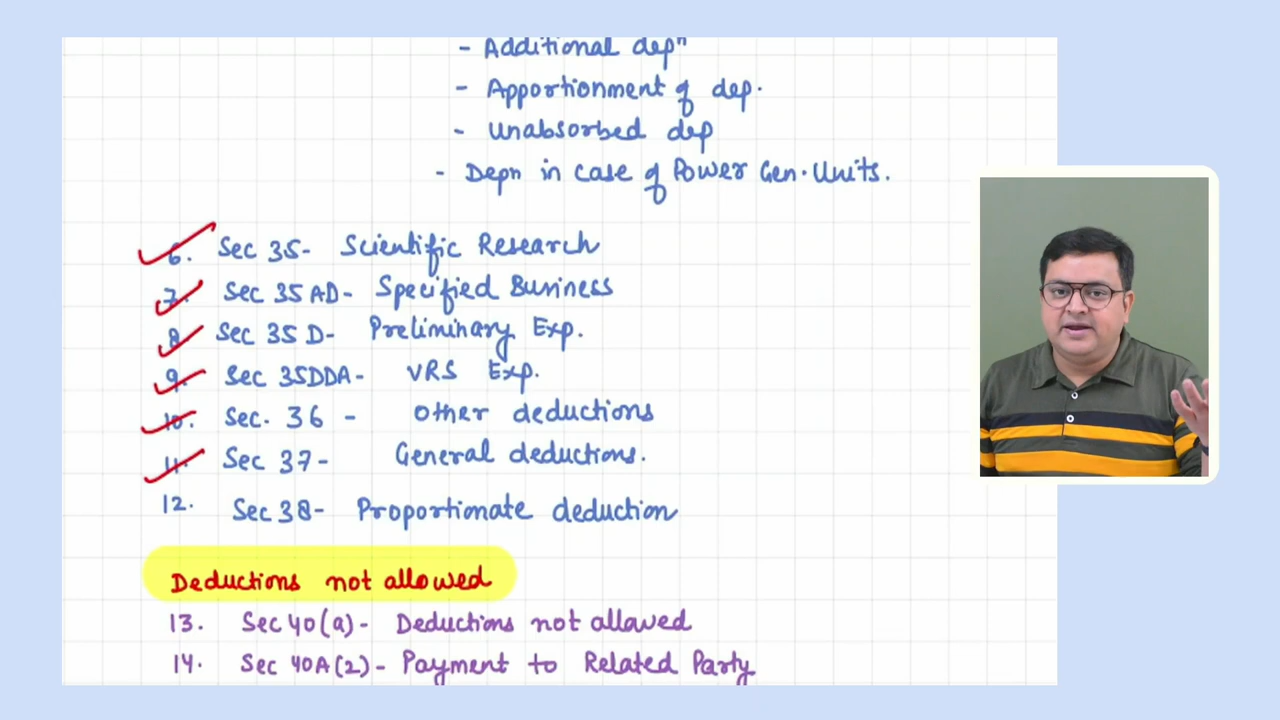 - Additional depⁿ
- Apportionment of dep.
- Unabsorbed dep
- Depn in case of Power Gen. Units.
6. Sec 35- Scientific Research
7. Sec 35 AD- Specified Business
8. Sec 35 D- Preliminary Exp.
9. Sec 35DDA- VRS Exp.
10. Sec. 36 - Other deductions
11. Sec 37- General deductions.
12. Sec 38- Proportionate deduction
Deductions not allowed
13. Sec 40(a)- Deductions not allowed
14. Sec 40A(2)- Payment to Related Party